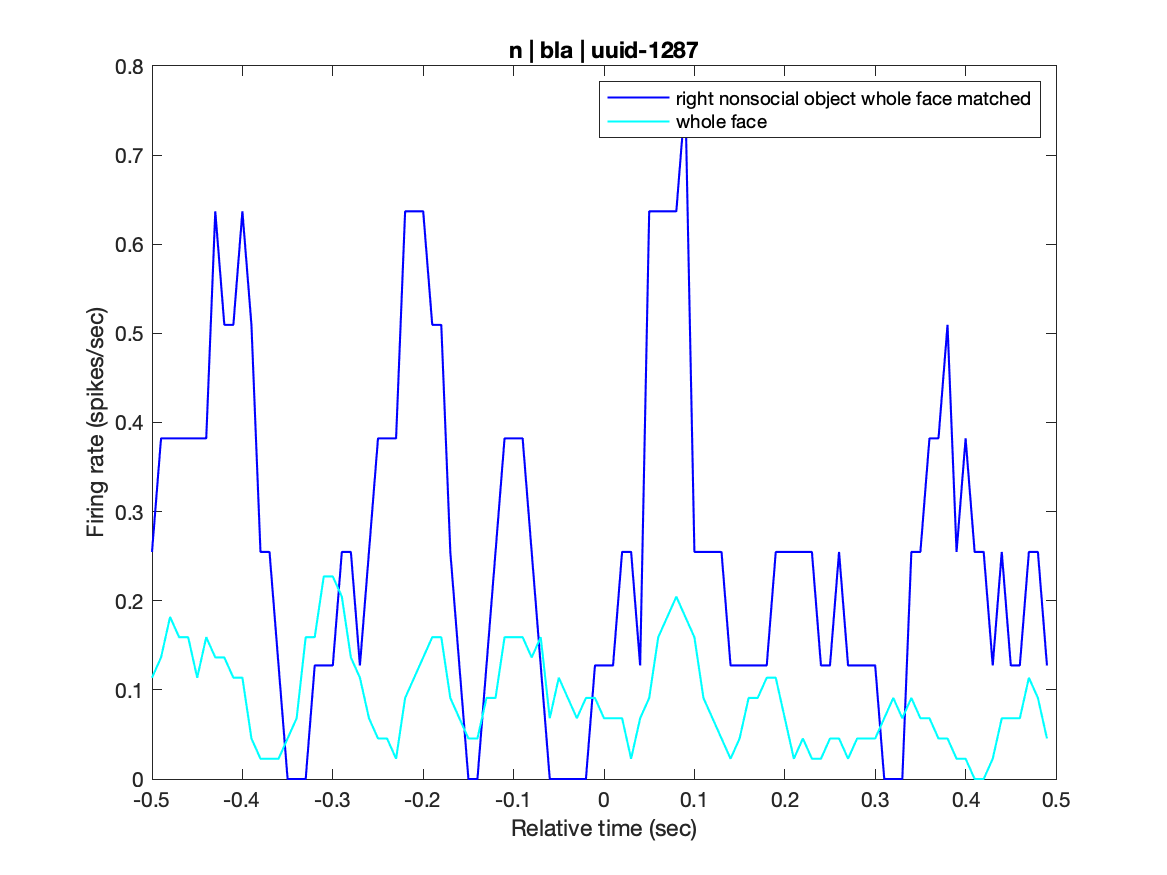 n | bla | uuid-1287
0.8
0.7
0.6
0.5
0.4
0.3
0.2
0.1
0
Firing rate (spikes/sec)
right nonsocial object whole face matched
whole face
-0.5 -0.4 -0.3 -0.2 -0.1 0 0.1 0.2 0.3 0.4 0.5
Relative time (sec)